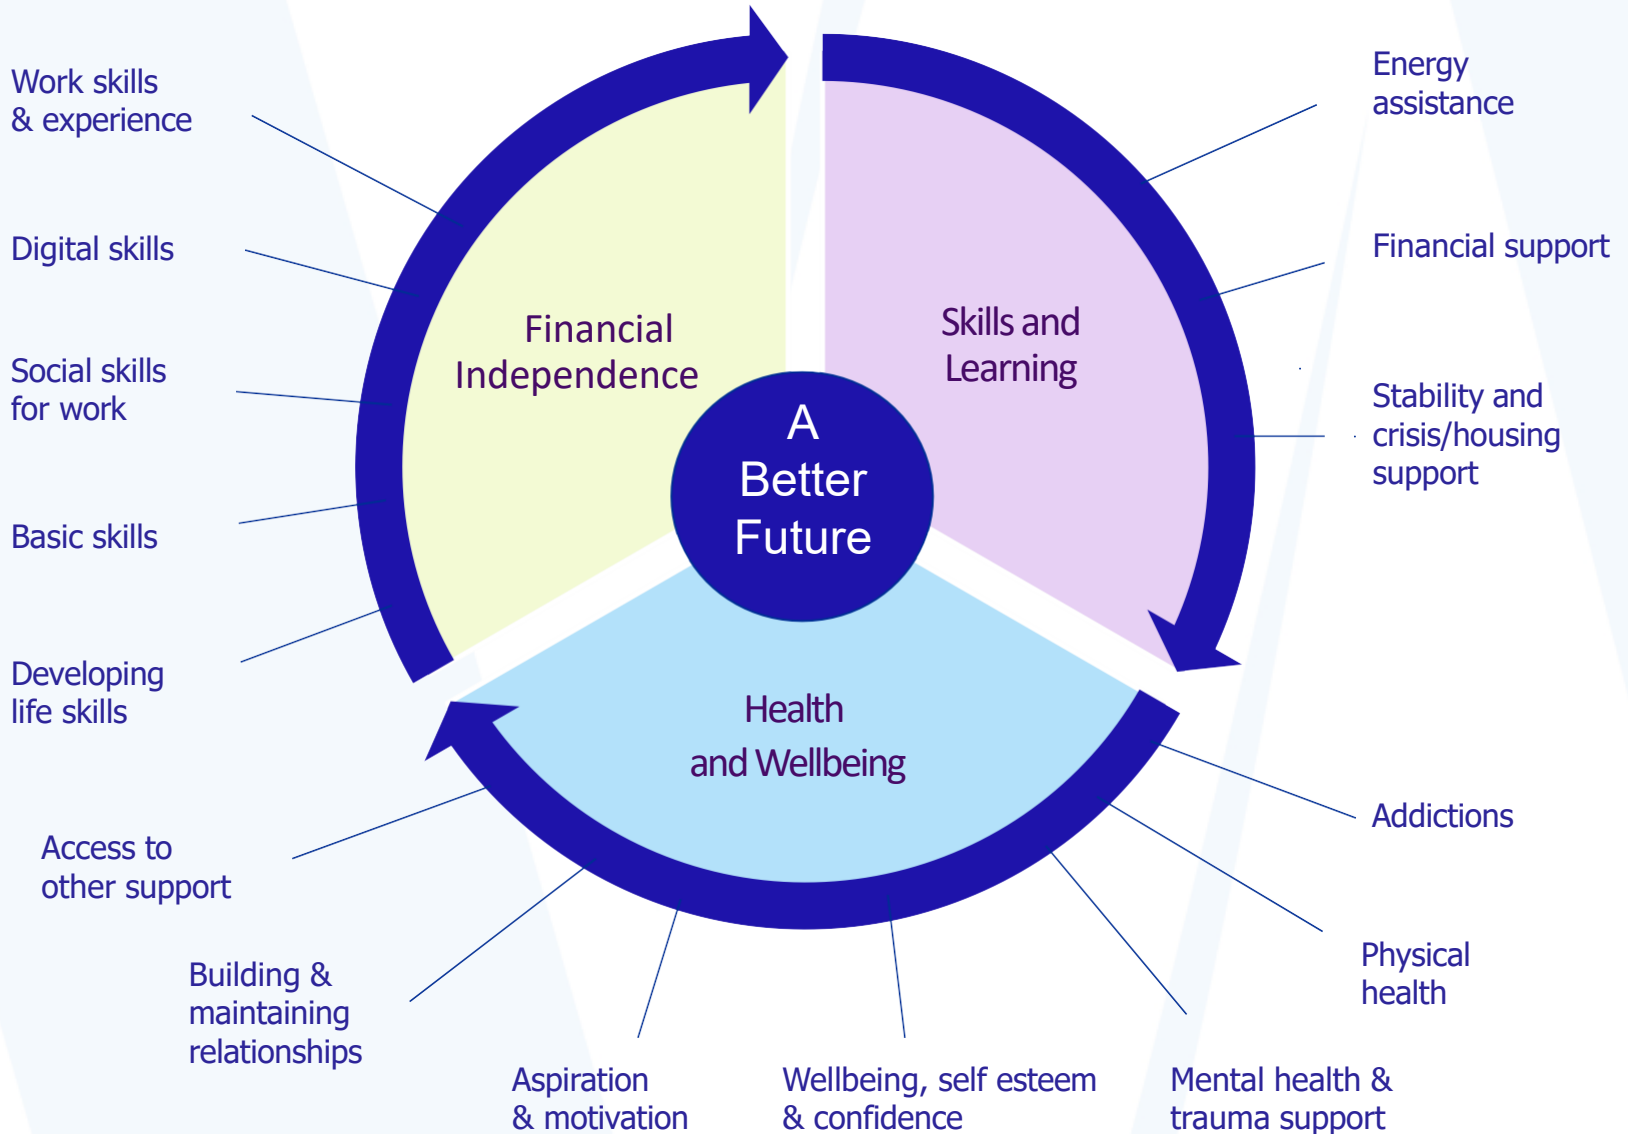 Work skills
& experience
Digital skills
Social skills
for work
Basic skills
Developing
life skills
Access to
other support
Building &
maintaining
relationships
Aspiration
& motivation
Wellbeing, self esteem
& confidence
Mental health &
trauma support
Physical
health
Addictions
Stability and
crisis/housing
support
Financial support
Energy
assistance
Financial
Independence
Skills and
Learning
A
Better
Future
Health
and Wellbeing